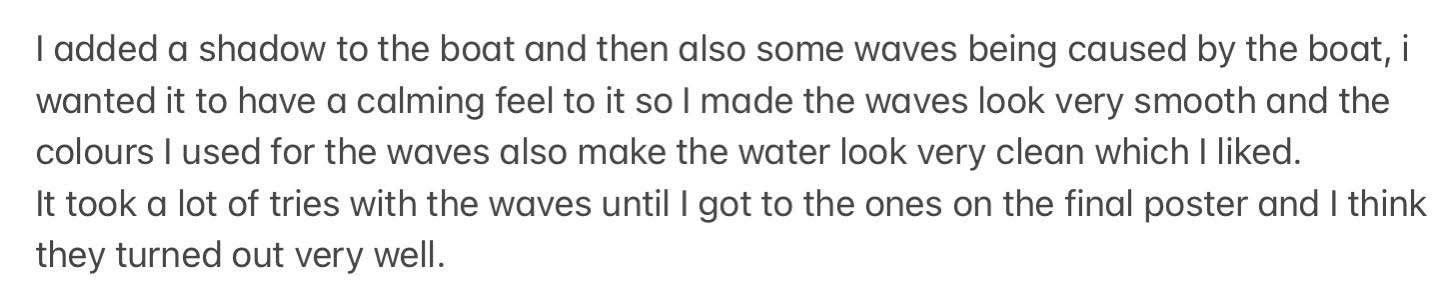 I added a shadow to the boat and then also some waves being caused by the boat, i
wanted it to have a calming feel to it so I made the waves look very smooth and the
colours I used for the waves also make the water look very clean which I liked.
It took a lot of tries with the waves until I got to the ones on the final poster and I think
they turned out very well.